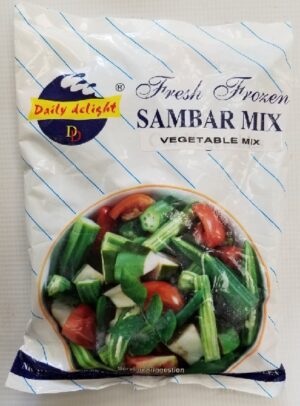 ®
Daily delight
DD
Fresh Frozen
SAMBAR MIX
VEGETABLE MIX